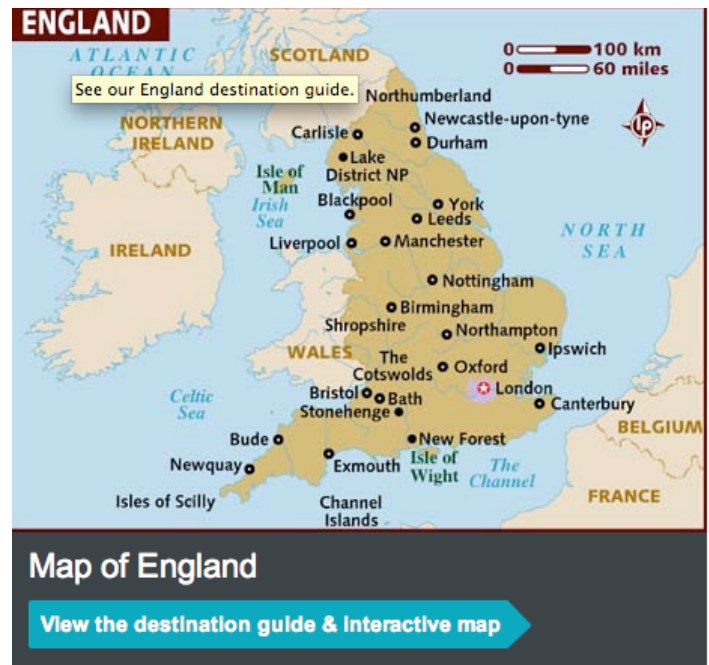 ENGLAND
ATLANTIC
OCEAN
SCOTLAND
0 100 km
0 60 miles
See our England destination guide.
Northumberland
Newcastle-upon-tyne
LP
NORTHERN
IRELAND
Carlisle
Durham
Lake
District NP
Isle of
Man
Irish
Sea
Blackpool
York
Leeds
NORTH
SEA
IRELAND
Liverpool
Manchester
Nottingham
Birmingham
Shropshire
Northampton
WALES
The
Cotswolds
Oxford
Ipswich
Celtic
Sea
Bristol
Bath
London
Stonehenge
Canterbury
BELGIUM
Bude
New Forest
Newquay
Exmouth
Isle of
Wight
The
Channel
Isles of Scilly
Channel
Islands
FRANCE
Map of England
View the destination guide & interactive map